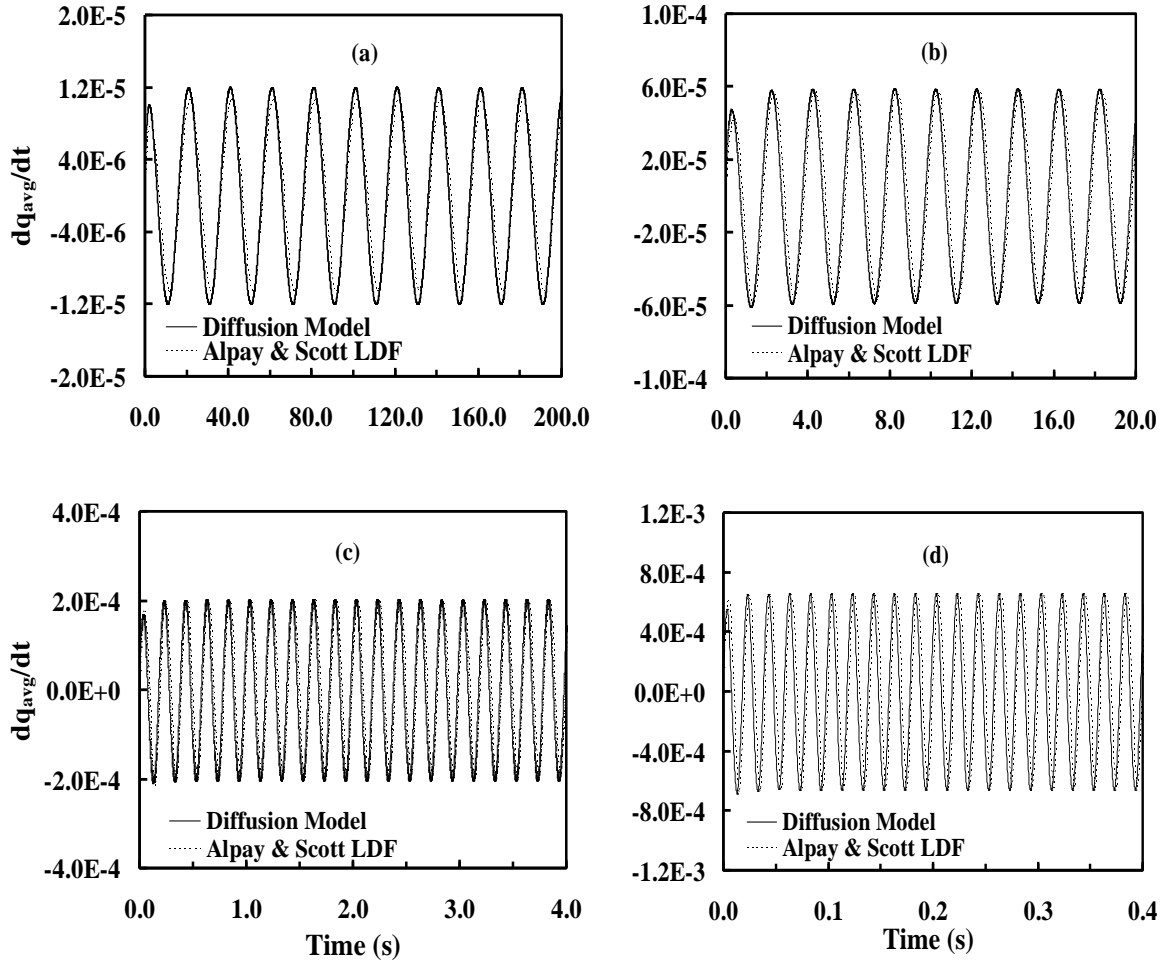 (a)
2.0E-5
1.2E-5
4.0E-6
-4.0E-6
-1.2E-5
-2.0E-5
dq_avg/dt
Diffusion Model
Alpay & Scott LDF
0.0 40.0 80.0 120.0 160.0 200.0
(b)
1.0E-4
6.0E-5
2.0E-5
-2.0E-5
-6.0E-5
-1.0E-4
Diffusion Model
Alpay & Scott LDF
0.0 4.0 8.0 12.0 16.0 20.0
(c)
4.0E-4
2.0E-4
0.0E+0
-2.0E-4
-4.0E-4
dq_avg/dt
Diffusion Model
Alpay & Scott LDF
0.0 1.0 2.0 3.0 4.0
Time (s)
(d)
1.2E-3
8.0E-4
4.0E-4
0.0E+0
-4.0E-4
-8.0E-4
-1.2E-3
Diffusion Model
Alpay & Scott LDF
0.0 0.1 0.2 0.3 0.4
Time (s)